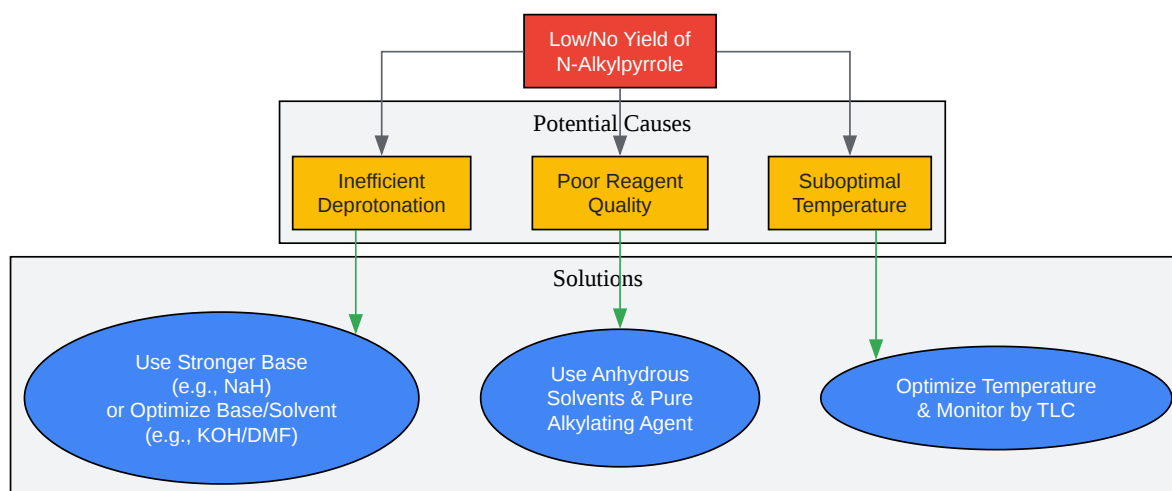 Low/No Yield of
N-Alkylpyrrole
Potential Causes
Inefficient
Deprotonation
Poor Reagent
Quality
Suboptimal
Temperature
Solutions
Use Stronger Base
(e.g., NaH)
or Optimize Base/Solvent
(e.g., KOH/DMF)
Use Anhydrous
Solvents & Pure
Alkylating Agent
Optimize Temperature
& Monitor by TLC